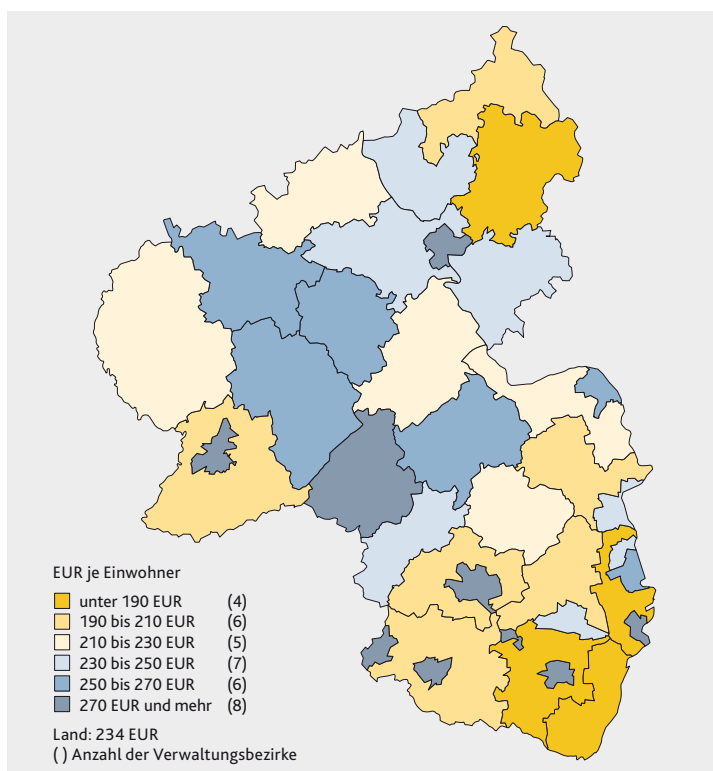 EUR je Einwohner
unter 190 EUR (4)
190 bis 210 EUR (6)
210 bis 230 EUR (5)
230 bis 250 EUR (7)
250 bis 270 EUR (6)
270 EUR und mehr (8)
Land: 234 EUR
( ) Anzahl der Verwaltungsbezirke